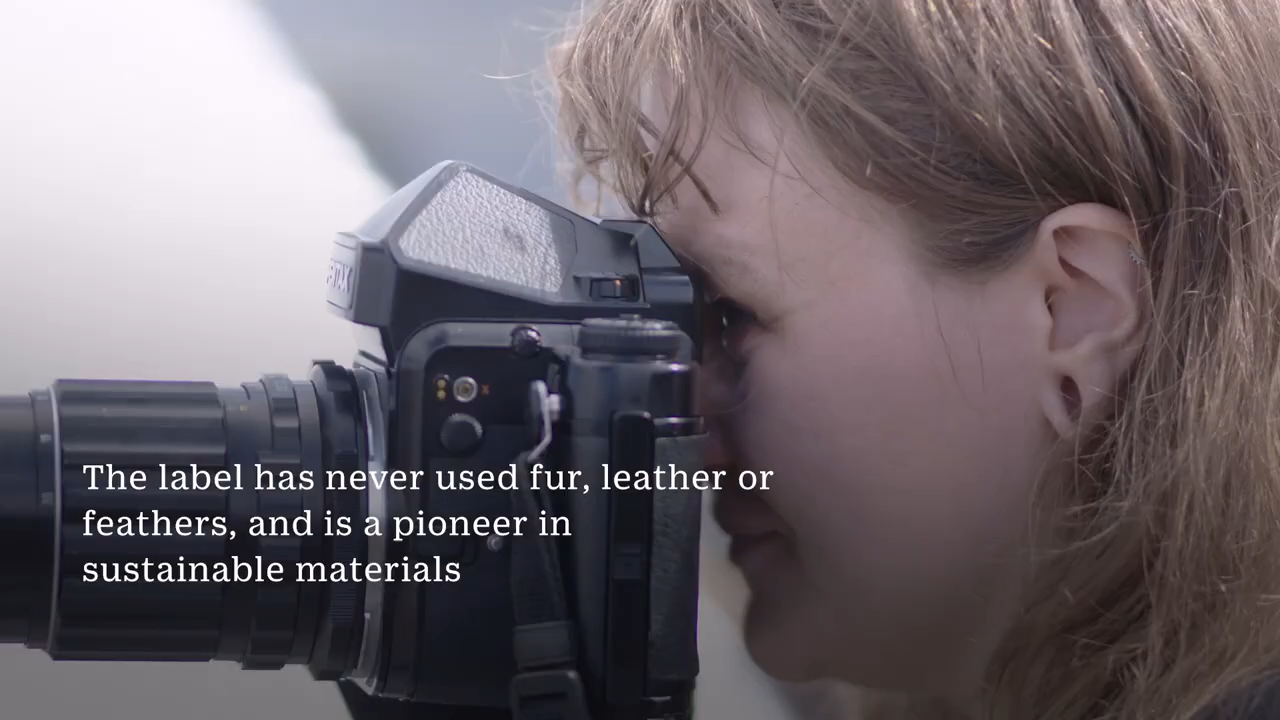 The label has never used fur, leather or
feathers, and is a pioneer in
sustainable materials